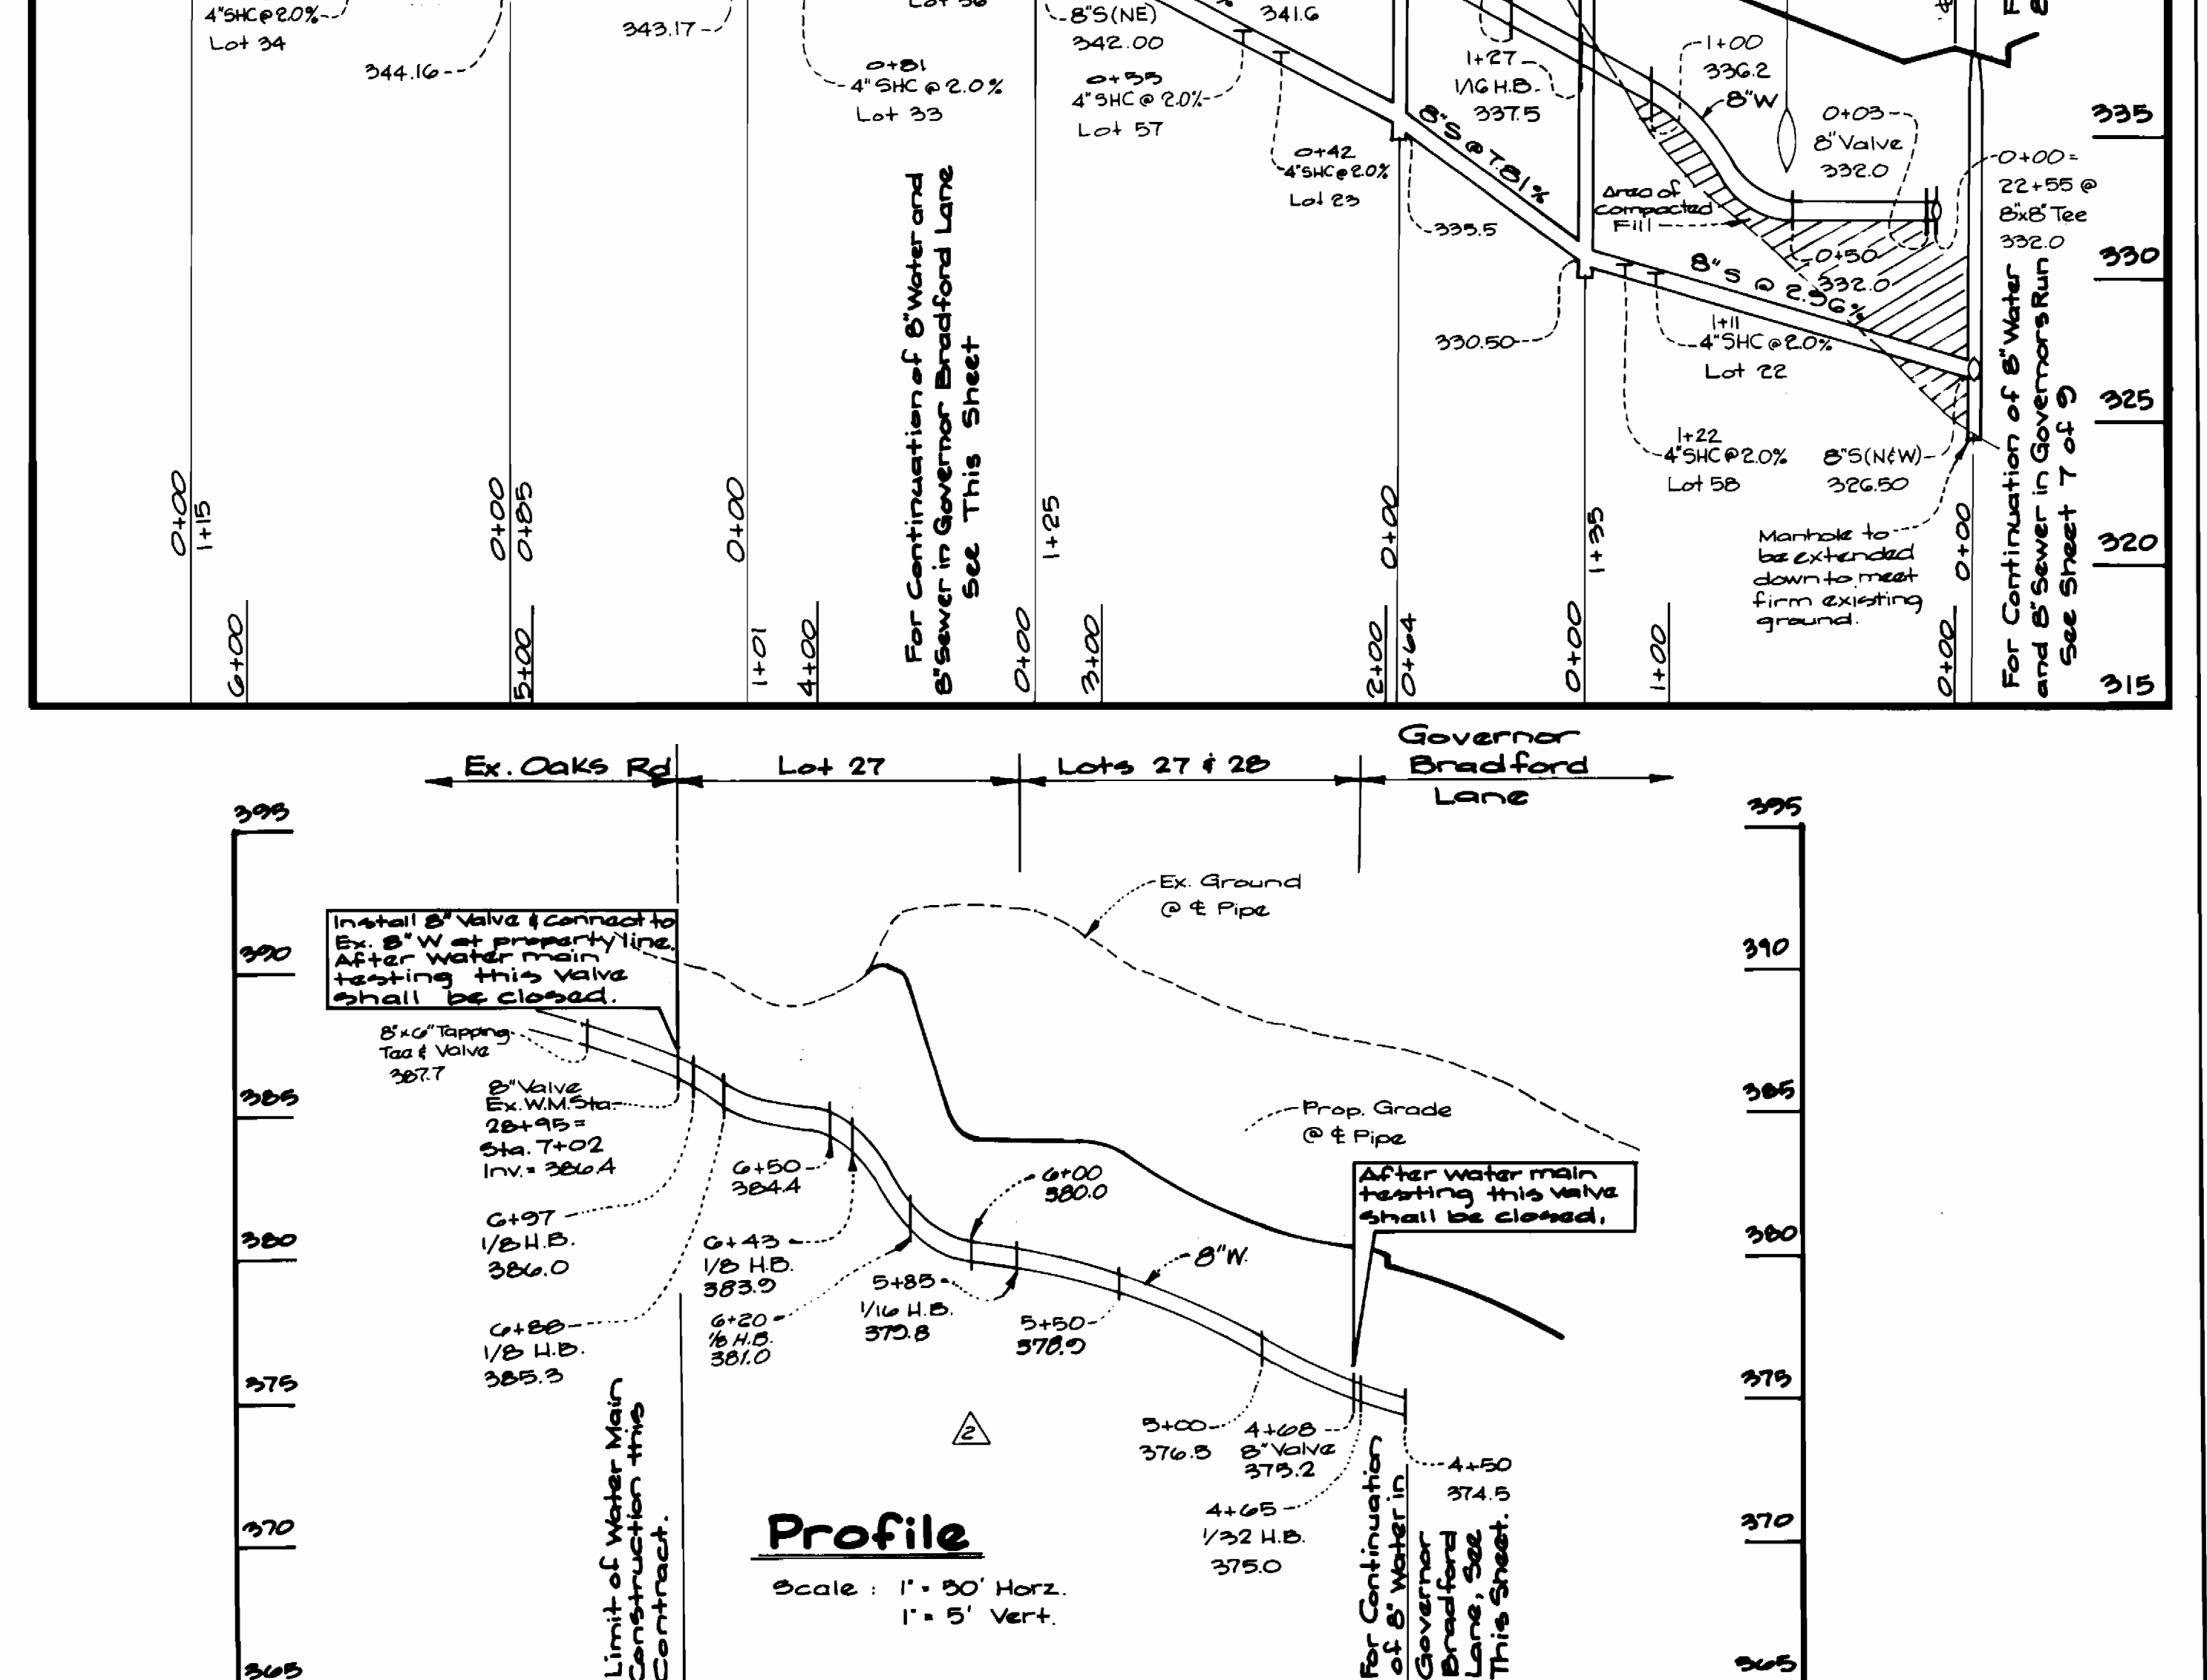 4"SHC@2.0%
Lot 34
344.16
343.17
0+81
4"SHC @ 2.0%
Lot 33
8"S(NE)
342.00
0+55
4"SHC@2.0%
Lot 57
341.6
0+42
4"SHC@2.0%
Lot 23
8"S @ 7.81%
335.5
1+27
1/16 H.B.
337.5
1+00
336.2
8"W
0+03
8"Valve
332.0
0+00=
22+55 @
8"x8"Tee
332.0
Area of
compacted
Fill
0+50
332.0
8"S @ 2.96%
330.50
1+11
4"SHC@2.0%
Lot 22
1+22
4"SHC@2.0%
Lot 58
8"S(N&W)
326.50
Manhole to
be extended
down to meet
firm existing
ground.
335
330
325
320
315
For Continuation of 8"Water and
8"Sewer in Governor Bradford Lane
See This Sheet
For Continuation of 8"Water
and 8"Sewer in Governors Run
See Sheet 7 of 9
0+00
1+15
0+00
0+85
0+00
1+25
0+00
1+35
0+00
6+00
5+00
1+01
4+00
0+00
3+00
2+00
0+64
0+00
1+00
0+00
Ex. Oaks Rd
Lot 27
Lots 27 & 28
Governor
Bradford
Lane
395
390
385
380
375
370
365
395
390
385
380
375
370
365
Install 8"Valve & connect to
Ex. 8"W at property line.
After water main
testing this valve
shall be closed.
Ex. Ground
@ ℄ Pipe
8"x6"Tapping
Tee & Valve
387.7
8"Valve
Ex.W.M.Sta.
28+95=
Sta. 7+02
Inv.= 386.4
6+97
1/8 H.B.
386.0
6+88
1/8 H.B.
385.3
6+50
384.4
6+43
1/8 H.B.
383.9
6+20
1/8 H.B.
381.0
6+00
380.0
5+85
1/16 H.B.
379.8
5+50
378.9
8"W.
Prop. Grade
@ ℄ Pipe
After water main
testing this valve
shall be closed.
5+00
376.5
4+68
8"Valve
375.2
4+65
1/32 H.B.
375.0
4+50
374.5
2
Limit of Water Main
Construction this
Contract.
For Continuation
of 8" Water in
Governor
Bradford
Lane, See
This Sheet.
Profile
Scale : 1" = 50' Horz.
1" = 5' Vert.